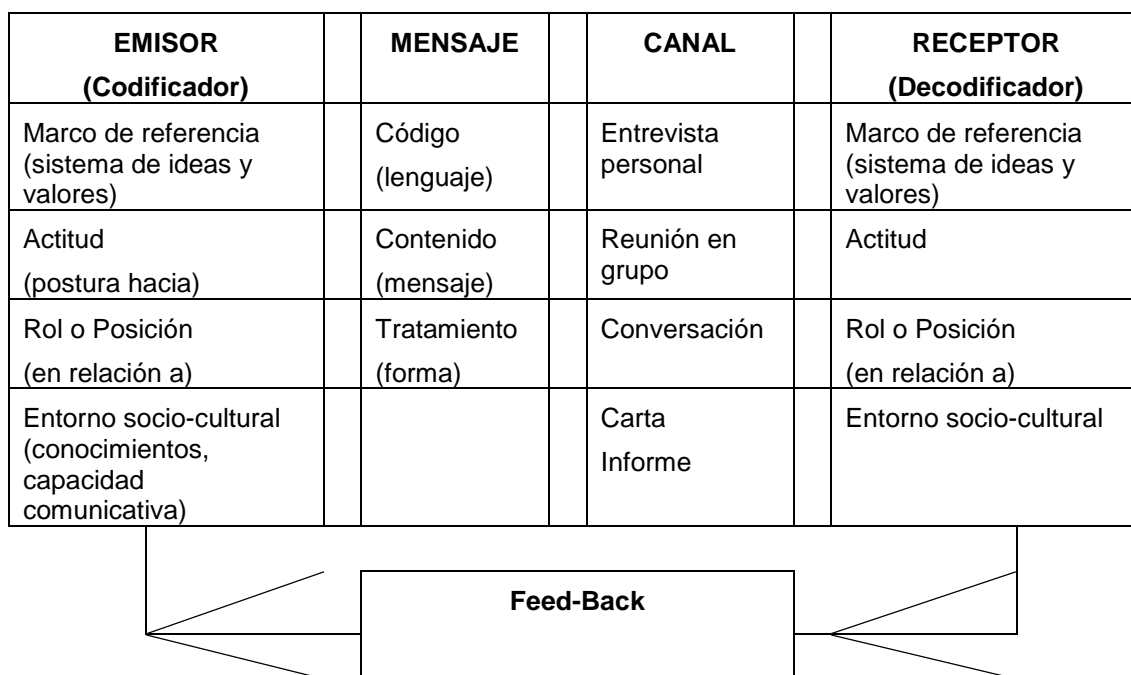 EMISOR
(Codificador)
MENSAJE
CANAL
RECEPTOR
(Decodificador)
Marco de referencia
(sistema de ideas y
valores)
Código
(lenguaje)
Entrevista
personal
Marco de referencia
(sistema de ideas y
valores)
Actitud
(postura hacia)
Contenido
(mensaje)
Reunión en
grupo
Actitud
Rol o Posición
(en relación a)
Tratamiento
(forma)
Conversación
Rol o Posición
(en relación a)
Entorno socio-cultural
(conocimientos,
capacidad
comunicativa)
Carta
Informe
Entorno socio-cultural
Feed-Back